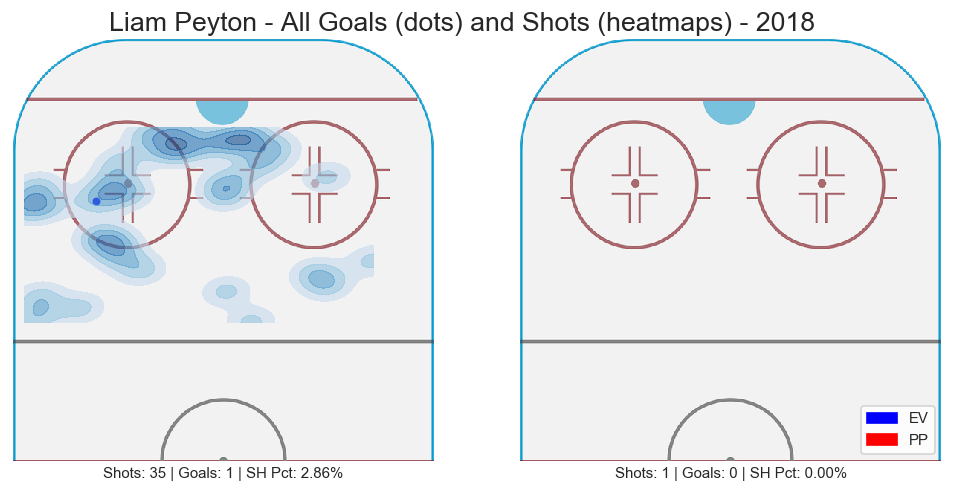 Liam Peyton - All Goals (dots) and Shots (heatmaps) - 2018
EV
PP
Shots: 35 | Goals: 1 | SH Pct: 2.86%
Shots: 1 | Goals: 0 | SH Pct: 0.00%